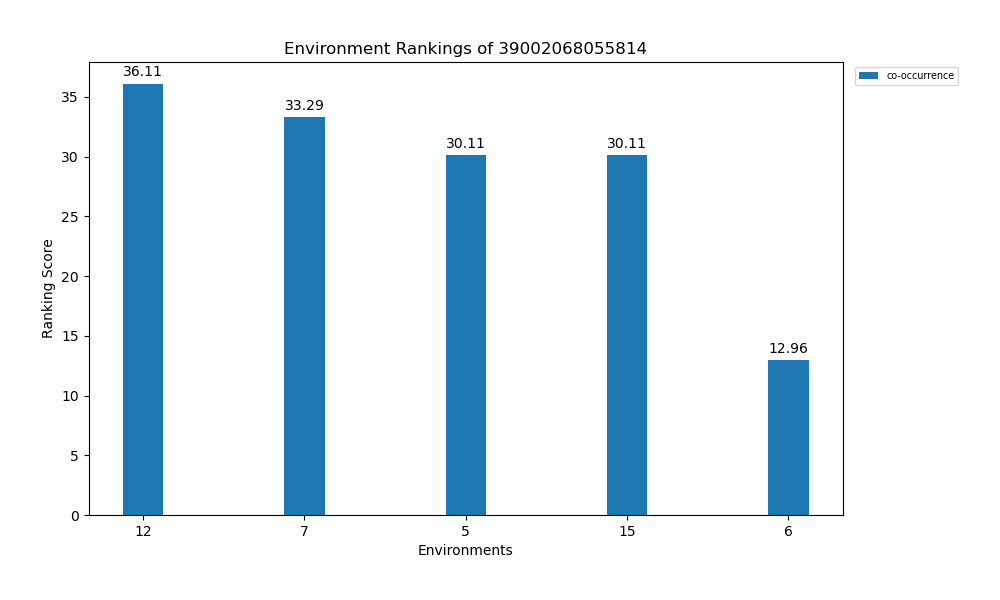 Environment Rankings of 39002068055814
co-occurrence
36.11
33.29
30.11
30.11
12.96
Ranking Score
35
30
25
20
15
10
5
0
12 7 5 15 6
Environments